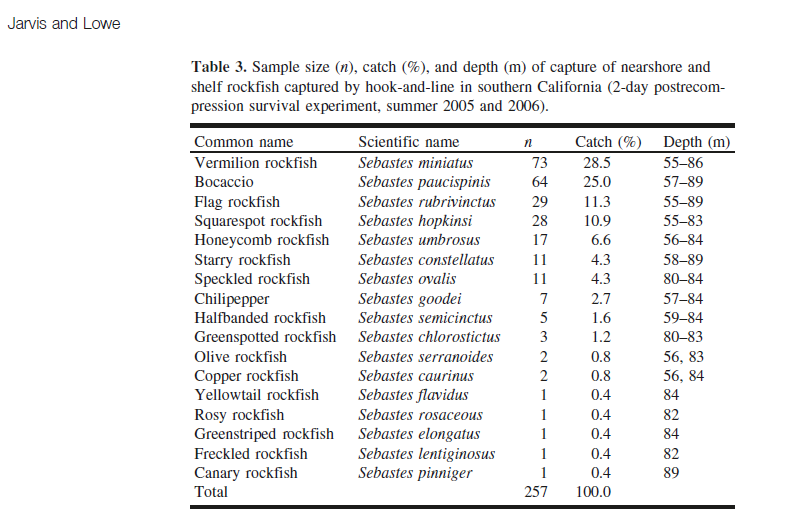 Jarvis and Lowe
Table 3. Sample size (n), catch (%), and depth (m) of capture of nearshore and
shelf rockfish captured by hook-and-line in southern California (2-day postrecom-
pression survival experiment, summer 2005 and 2006).
Common name Scientific name n Catch (%) Depth (m)
Vermilion rockfish Sebastes miniatus 73 28.5 55–86
Bocaccio Sebastes paucispinis 64 25.0 57–89
Flag rockfish Sebastes rubrivinctus 29 11.3 55–89
Squarespot rockfish Sebastes hopkinsi 28 10.9 55–83
Honeycomb rockfish Sebastes umbrosus 17 6.6 56–84
Starry rockfish Sebastes constellatus 11 4.3 58–89
Speckled rockfish Sebastes ovalis 11 4.3 80–84
Chilipepper Sebastes goodei 7 2.7 57–84
Halfbanded rockfish Sebastes semicinctus 5 1.6 59–84
Greenspotted rockfish Sebastes chlorostictus 3 1.2 80–83
Olive rockfish Sebastes serranoides 2 0.8 56, 83
Copper rockfish Sebastes caurinus 2 0.8 56, 84
Yellowtail rockfish Sebastes flavidus 1 0.4 84
Rosy rockfish Sebastes rosaceous 1 0.4 82
Greenstriped rockfish Sebastes elongatus 1 0.4 84
Freckled rockfish Sebastes lentiginosus 1 0.4 82
Canary rockfish Sebastes pinniger 1 0.4 89
Total 257 100.0